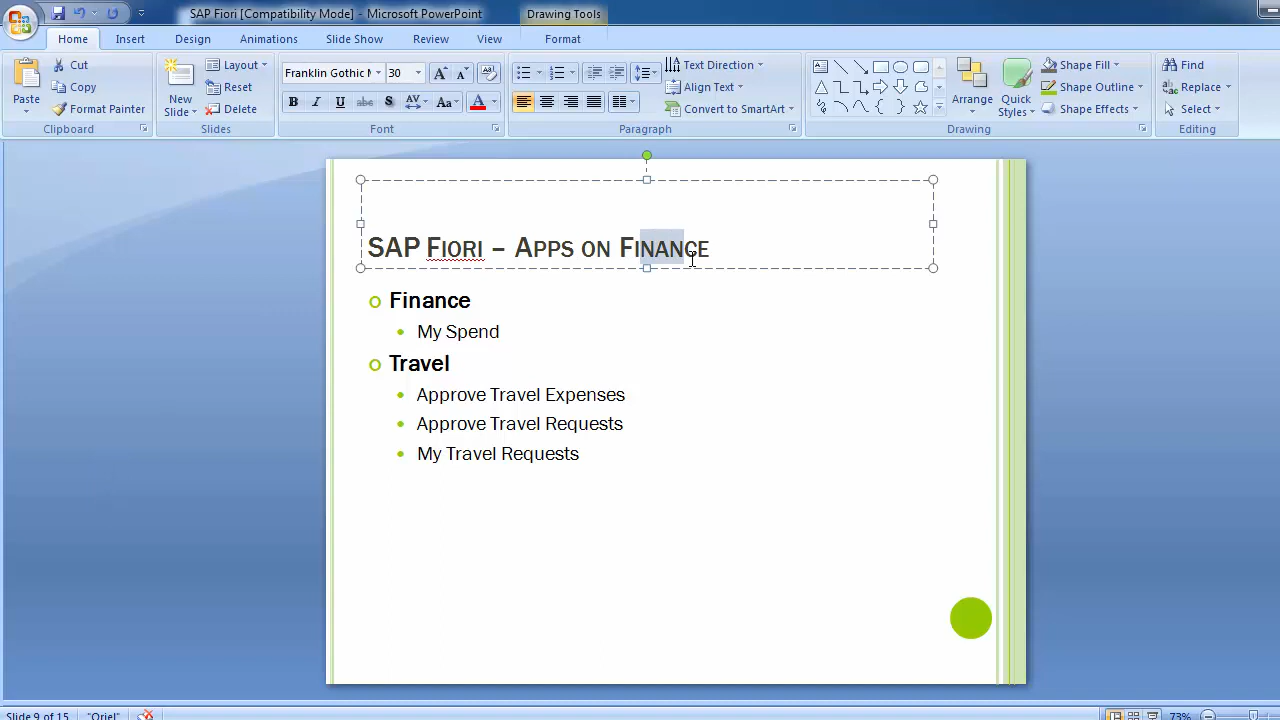 SAP Fiori [Compatibility Mode] - Microsoft PowerPoint
Drawing Tools
Home Insert Design Animations Slide Show Review View Format
Paste
Cut
Copy
Format Painter
Clipboard
New Slide
Layout
Reset
Delete
Slides
Franklin Gothic M 30
B I U abc S AV Aa A
Font
Text Direction
Align Text
Convert to SmartArt
Paragraph
Arrange
Quick Styles
Shape Fill
Shape Outline
Shape Effects
Drawing
Find
Replace
Select
Editing
SAP Fiori – Apps on Finance
Finance
My Spend
Travel
Approve Travel Expenses
Approve Travel Requests
My Travel Requests
Slide 9 of 15 "Oriel" 73%